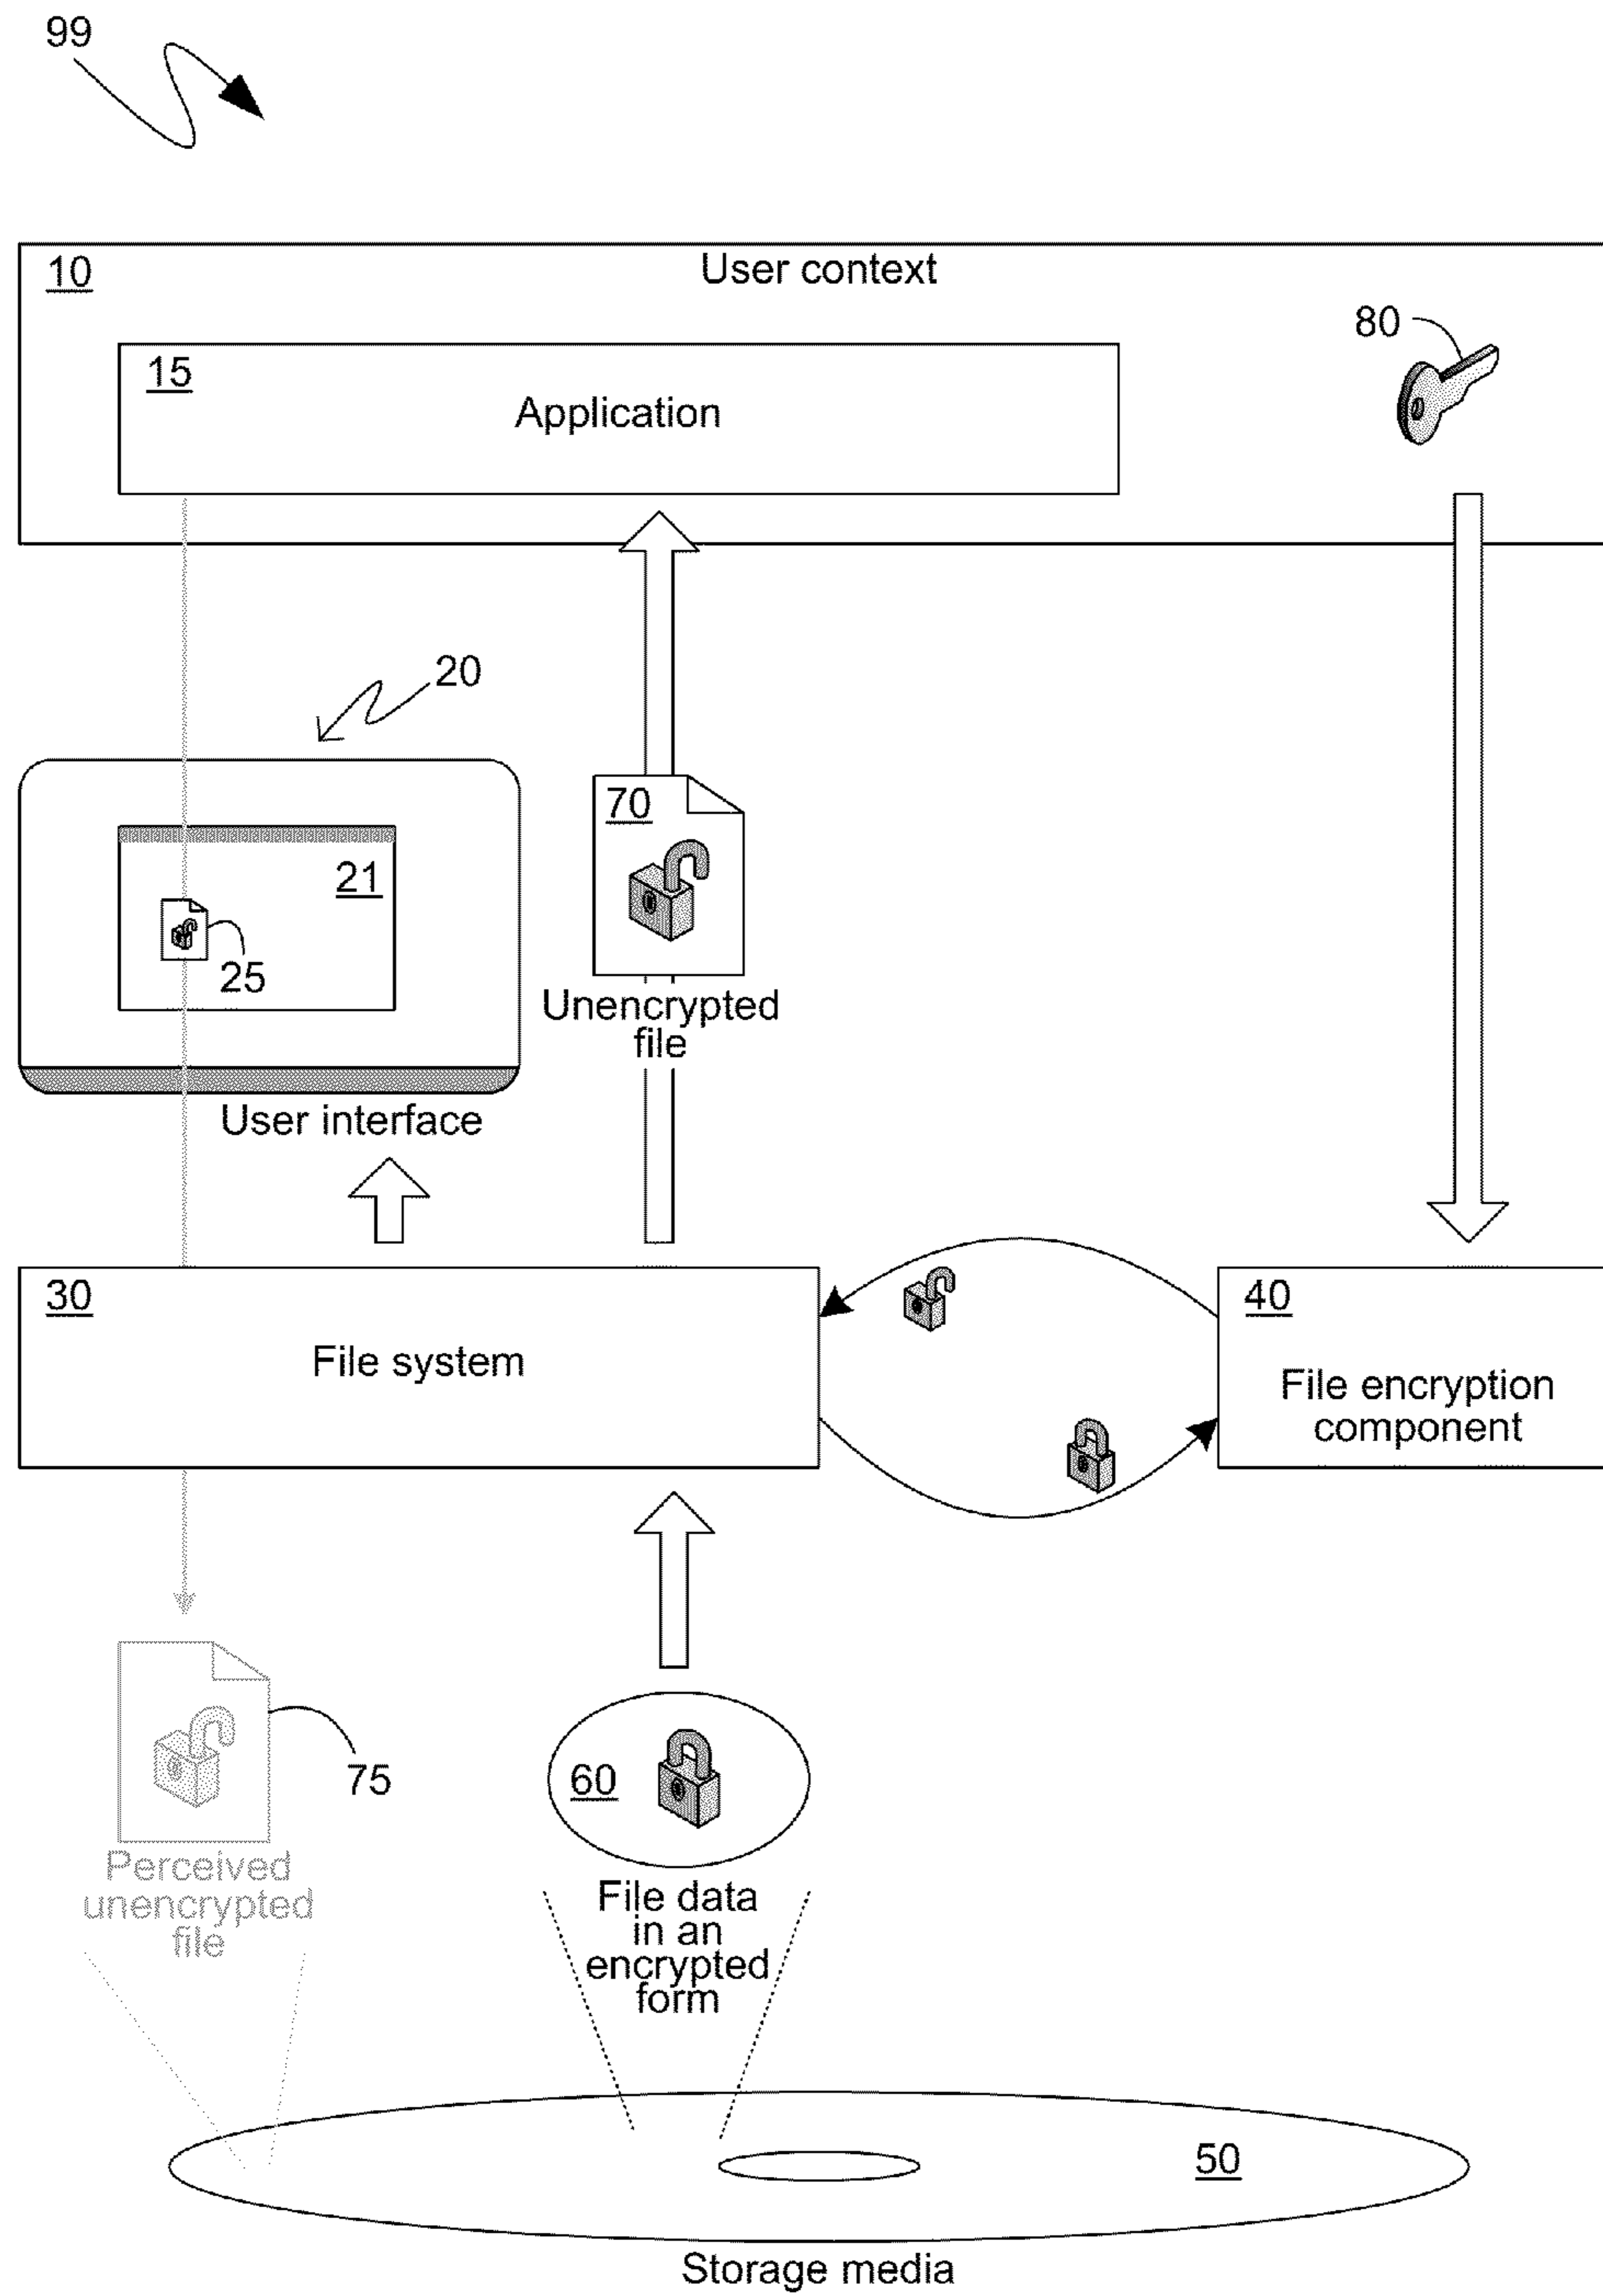 99
10
User context
80
15
Application
20
70
21
25
Unencrypted
file
User interface
30
File system
40
File encryption
component
75
60
Perceived
unencrypted
file
File data
in an
encrypted
form
50
Storage media